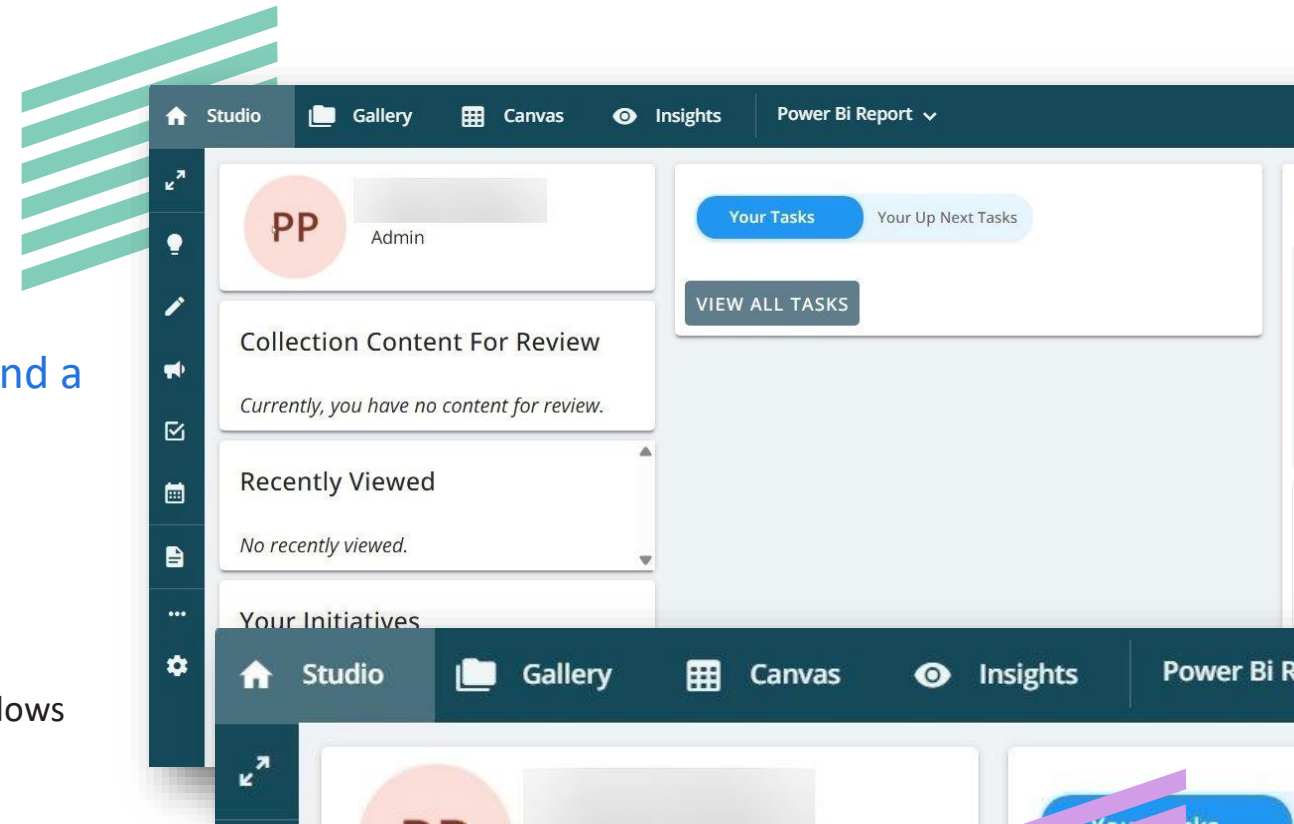 Studio Gallery Canvas Insights Power Bi Report
PP
Admin
Your Tasks Your Up Next Tasks
VIEW ALL TASKS
Collection Content For Review
Currently, you have no content for review.
nd a
Recently Viewed
No recently viewed.
Your Initiatives
lows
Studio Gallery Canvas Insights Power Bi R
PP